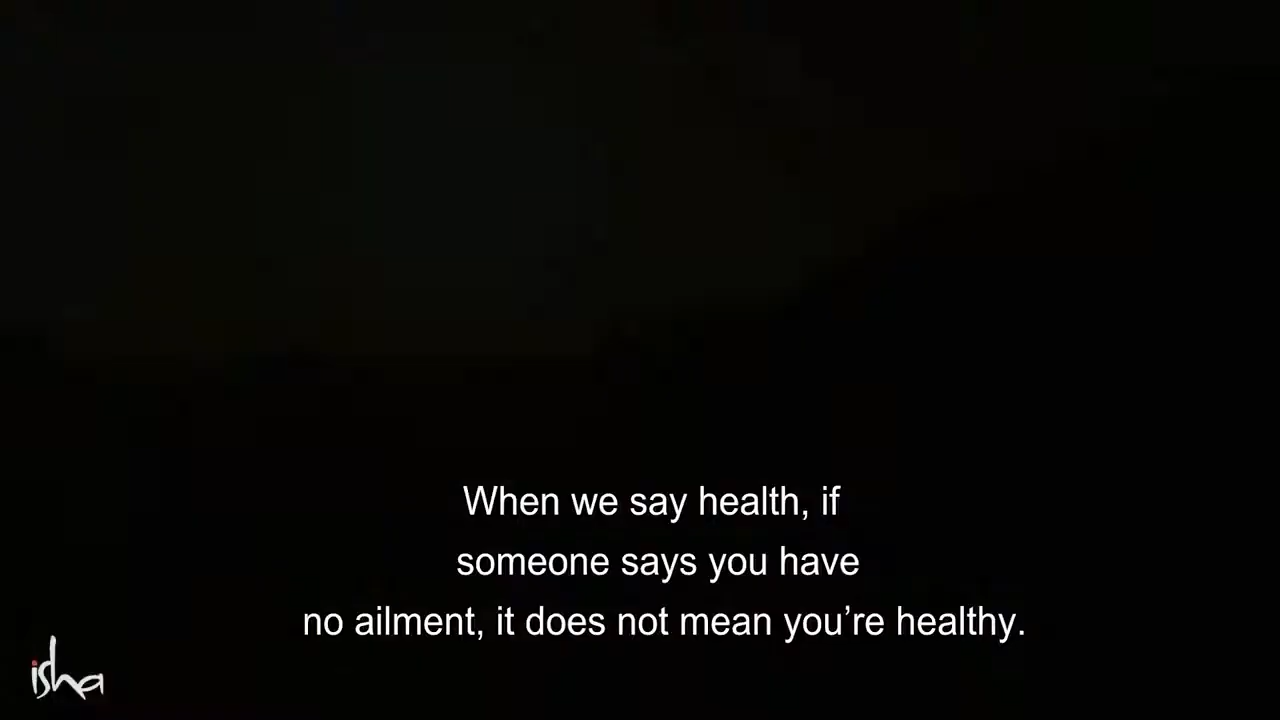 When we say health, if
someone says you have
no ailment, it does not mean you’re healthy.
isha